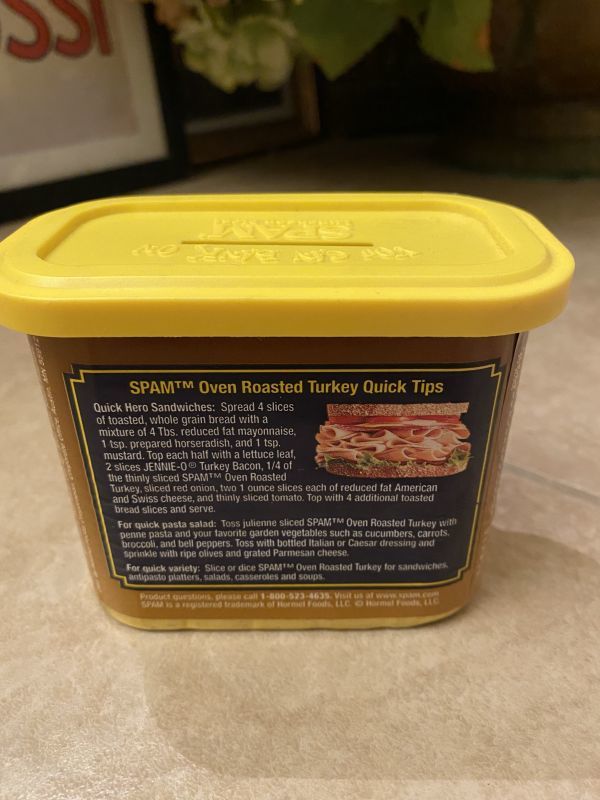 SSI
SPAM
YOU CAN BANK ON
SPAM™ Oven Roasted Turkey Quick Tips
Quick Hero Sandwiches: Spread 4 slices
of toasted, whole grain bread with a
mixture of 4 Tbs. reduced fat mayonnaise,
1 tsp. prepared horseradish, and 1 tsp.
mustard. Top each half with a lettuce leaf,
2 slices JENNIE-O® Turkey Bacon, 1/4 of
the thinly sliced SPAM™ Oven Roasted
Turkey, sliced red onion, two 1 ounce slices each of reduced fat American
and Swiss cheese, and thinly sliced tomato. Top with 4 additional toasted
bread slices and serve.
For quick pasta salad: Toss julienne sliced SPAM™ Oven Roasted Turkey with
penne pasta and your favorite garden vegetables such as cucumbers, carrots,
broccoli, and bell peppers. Toss with bottled Italian or Caesar dressing and
sprinkle with ripe olives and grated Parmesan cheese.
For quick variety: Slice or dice SPAM™ Oven Roasted Turkey for sandwiches,
antipasto platters, salads, casseroles and soups.
Product questions, please call 1-800-523-4635. Visit us at www.spam.com
SPAM is a registered trademark of Hormel Foods, LLC © Hormel Foods, LLC